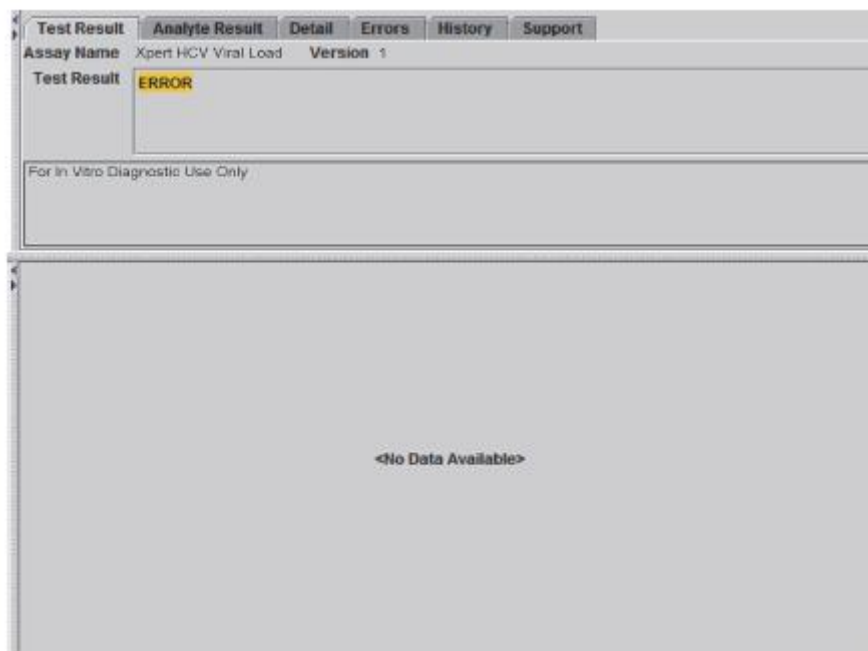 Test Result Analyte Result Detail Errors History Support
Assay Name Xpert HCV Viral Load Version 1
Test Result ERROR
For In Vitro Diagnostic Use Only
<No Data Available>